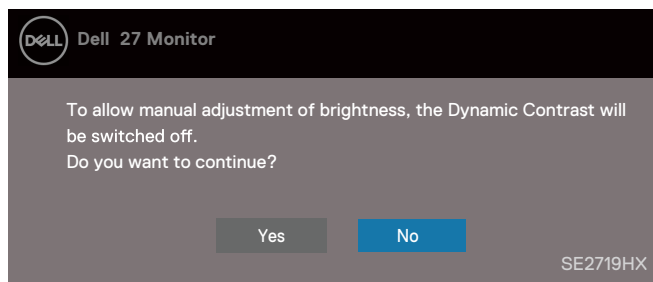 DELL Dell 27 Monitor
To allow manual adjustment of brightness, the Dynamic Contrast will
be switched off.
Do you want to continue?
Yes No
SE2719HX